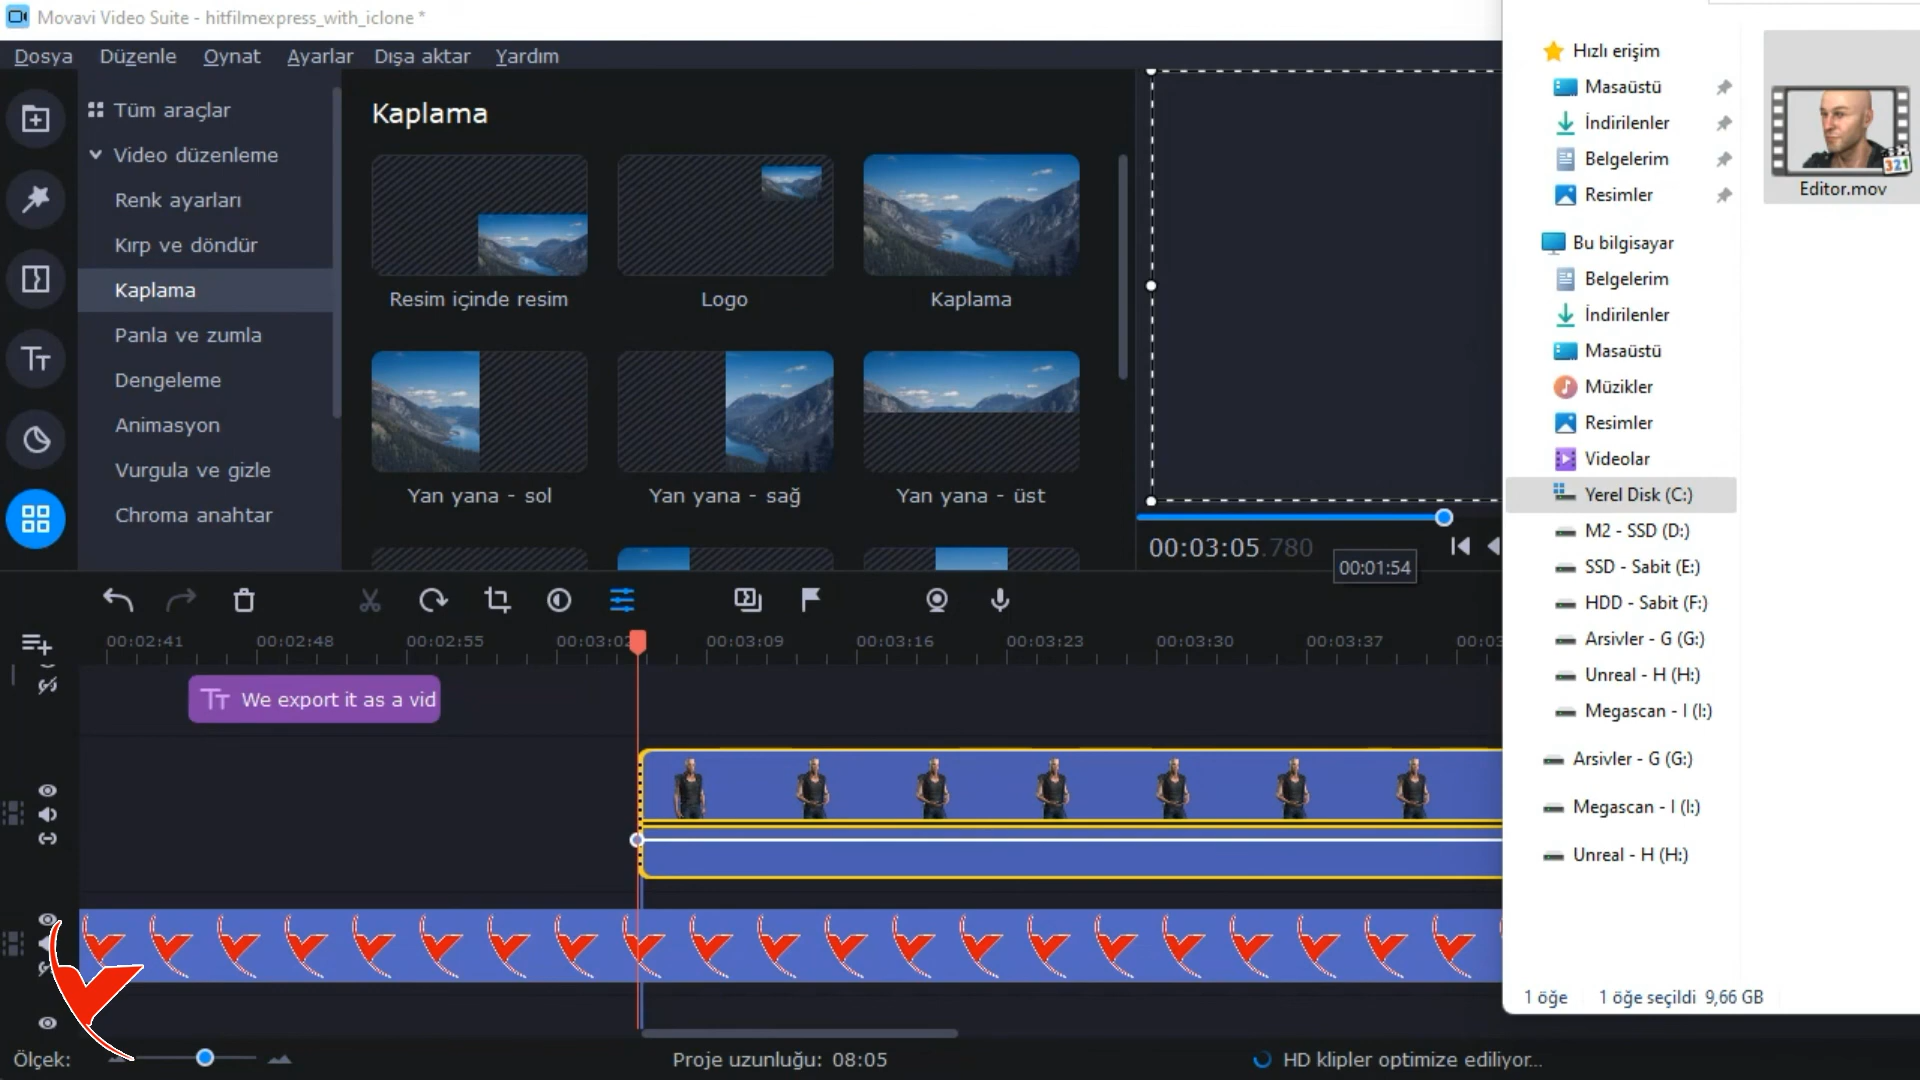 Movavi Video Suite - hitfilmexpress_with_iclone *
Dosya Düzenle Oynat Ayarlar Dışa aktar Yardım
Tüm araçlar
Video düzenleme
Renk ayarları
Kırp ve döndür
Kaplama
Panla ve zumla
Dengeleme
Animasyon
Vurgula ve gizle
Chroma anahtar
Kaplama
Resim içinde resim
Logo
Kaplama
Yan yana - sol
Yan yana - sağ
Yan yana - üst
00:03:05.780
00:01:54
00:02:41 00:02:48 00:02:55 00:03:02 00:03:09 00:03:16 00:03:23 00:03:30 00:03:37 00:03
We export it as a vid
Ölçek:
Proje uzunluğu: 08:05
HD klipler optimize ediliyor...
Hızlı erişim
Masaüstü
İndirilenler
Belgelerim
Resimler
Bu bilgisayar
Belgelerim
İndirilenler
Masaüstü
Müzikler
Resimler
Videolar
Yerel Disk (C:)
M2 - SSD (D:)
SSD - Sabit (E:)
HDD - Sabit (F:)
Arsivler - G (G:)
Unreal - H (H:)
Megascan - I (I:)
Arsivler - G (G:)
Megascan - I (I:)
Unreal - H (H:)
321
Editor.mov
1 öğe 1 öğe seçildi 9,66 GB